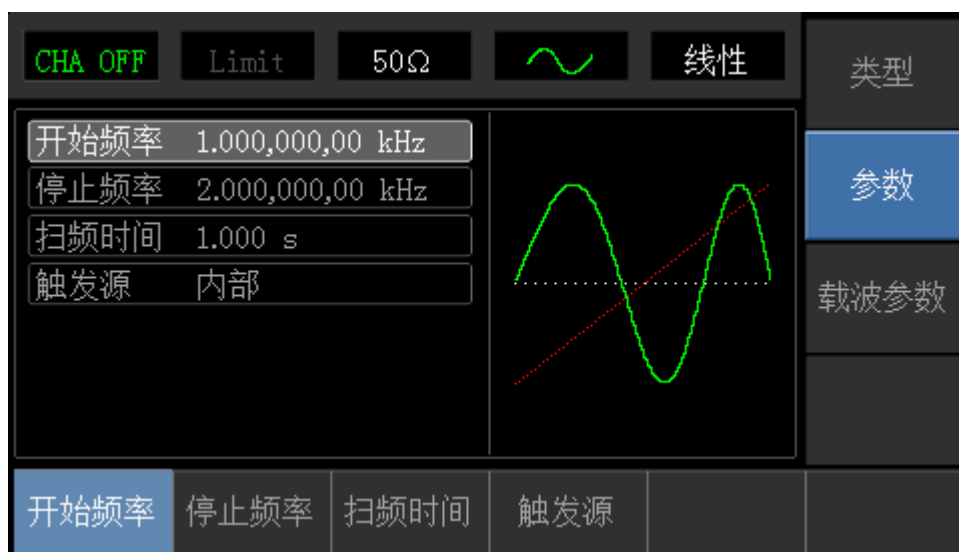 CHA OFF Limit 50Ω 线性
类型
开始频率 1.000,000,00 kHz
停止频率 2.000,000,00 kHz
扫频时间 1.000 s
触发源 内部
参数
载波参数
开始频率 停止频率 扫频时间 触发源